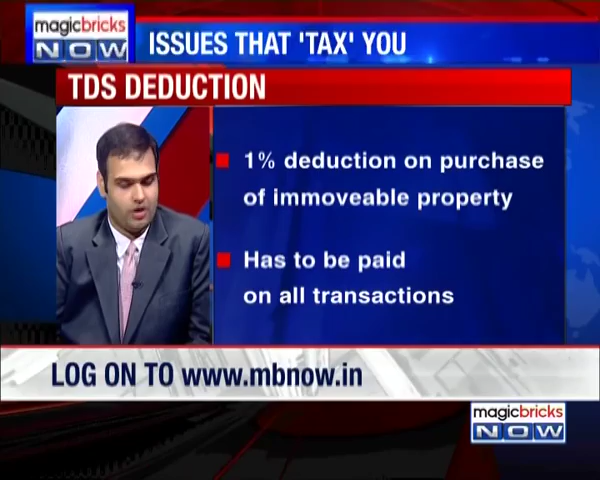 magicbricks
NOW
ISSUES THAT 'TAX' YOU
TDS DEDUCTION
1% deduction on purchase
of immoveable property
Has to be paid
on all transactions
LOG ON TO www.mbnow.in
magicbricks
NOW